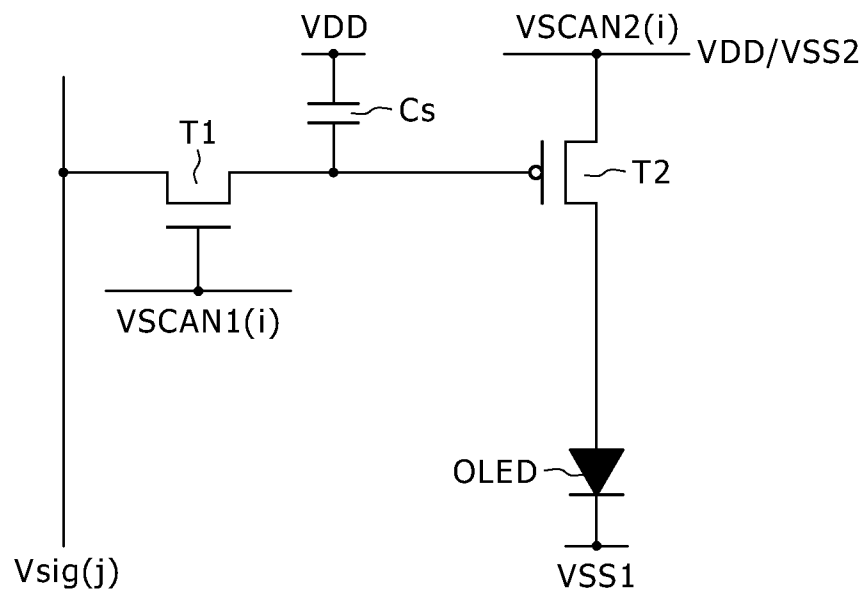 VDD
VSCAN2(i)
VDD/VSS2
Cs
T1
T2
VSCAN1(i)
OLED
Vsig(j)
VSS1